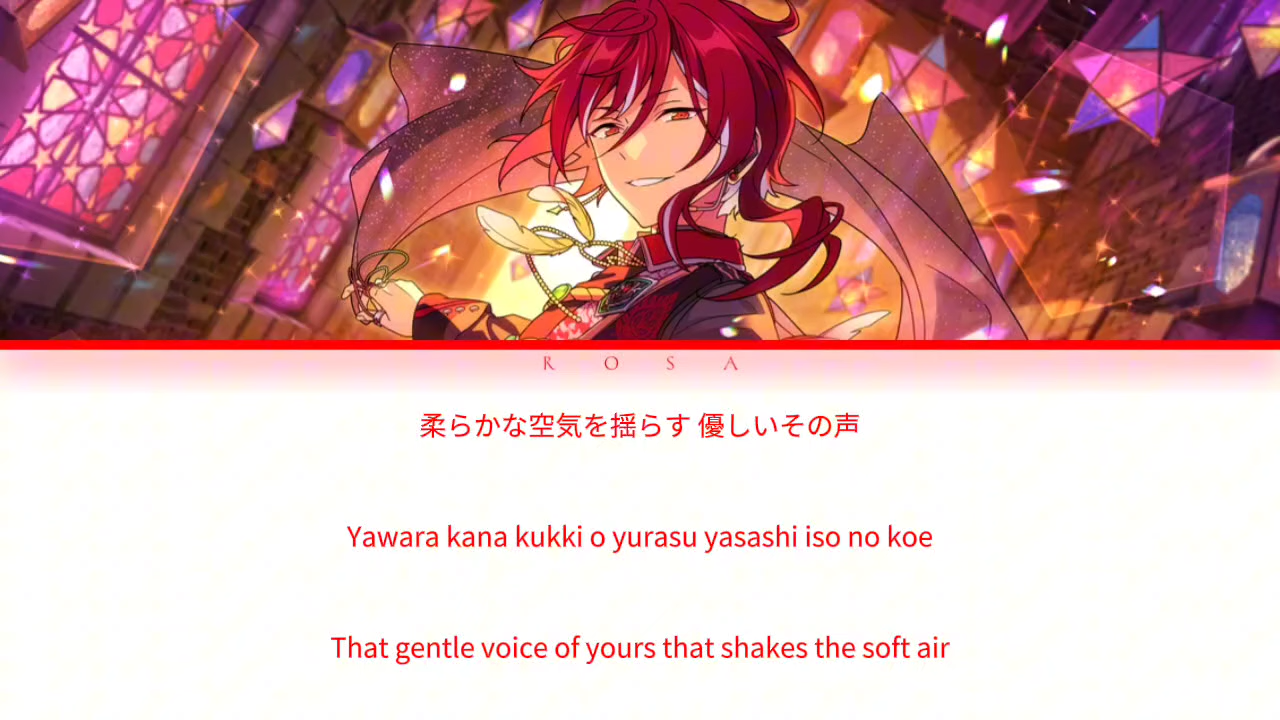 R O S A
柔らかな空気を揺らす 優しいその声
Yawara kana kukki o yurasu yasashi iso no koe
That gentle voice of yours that shakes the soft air